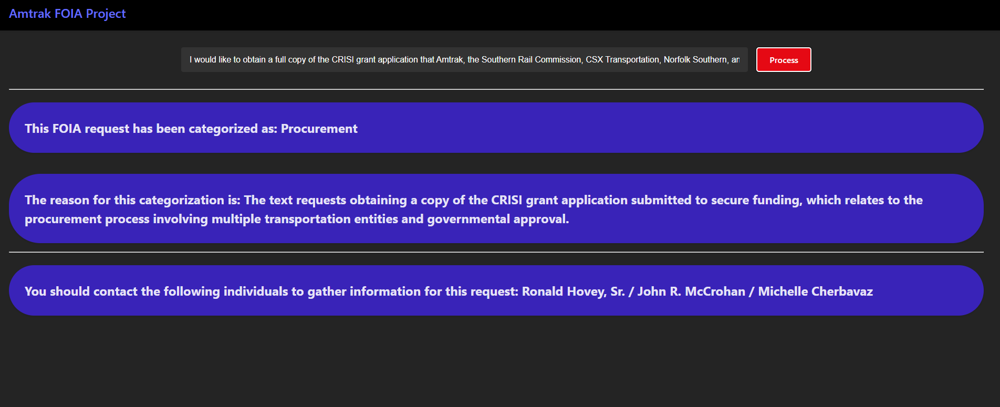 Amtrak FOIA Project
I would like to obtain a full copy of the CRISI grant application that Amtrak, the Southern Rail Commission, CSX Transportation, Norfolk Southern, an
Process
This FOIA request has been categorized as: Procurement
The reason for this categorization is: The text requests obtaining a copy of the CRISI grant application submitted to secure funding, which relates to the
procurement process involving multiple transportation entities and governmental approval.
You should contact the following individuals to gather information for this request: Ronald Hovey, Sr. / John R. McCrohan / Michelle Cherbavaz